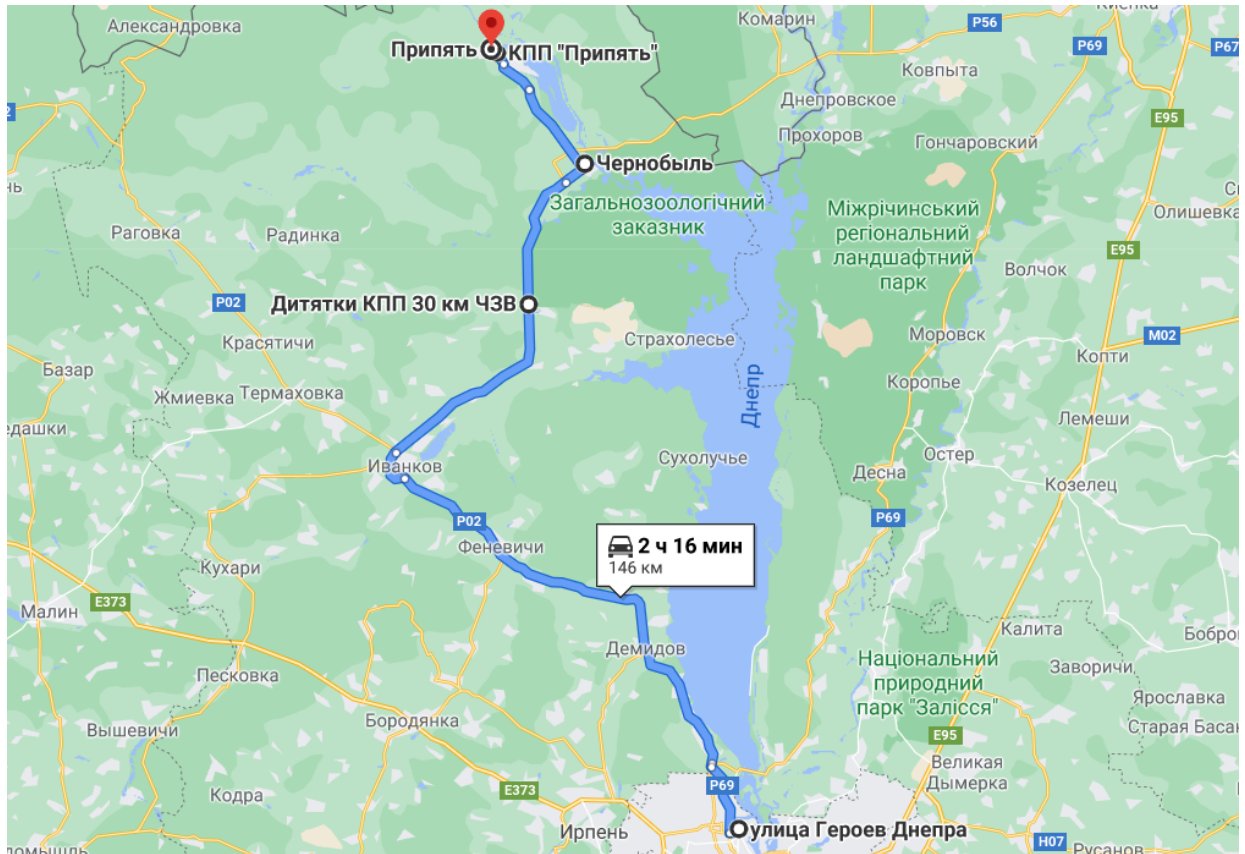 Александровка
Комарин
P56
P69
P67
Припять
КПП "Припять"
Ковпыта
Днепровское
E95
Прохоров
Гончаровский
Чернобыль
Загальнозоологічний
заказник
Міжрічинський
регіональний
ландшафтний
парк
Олишевка
Раговка
Радинка
E95
Волчок
P02
Дитятки КПП 30 км ЧЗВ
Красятичи
Страхолесье
Моровск
M02
Копти
Базар
Жмиевка
Термаховка
Днепр
Коропье
Лемеши
Иванков
Сухолучье
Десна
Остер
Козелец
P02
P69
Феневичи
2 ч 16 мин
146 км
Кухари
Малин
E373
Демидов
Калита
Песковка
Національний
природний
парк "Залісся"
Заворичи
Ярославка
Бородянка
Вышевичи
E95
Великая
Дымерка
P69
E373
Кодра
Ирпень
улица Героев Днепра
H07
Русанов